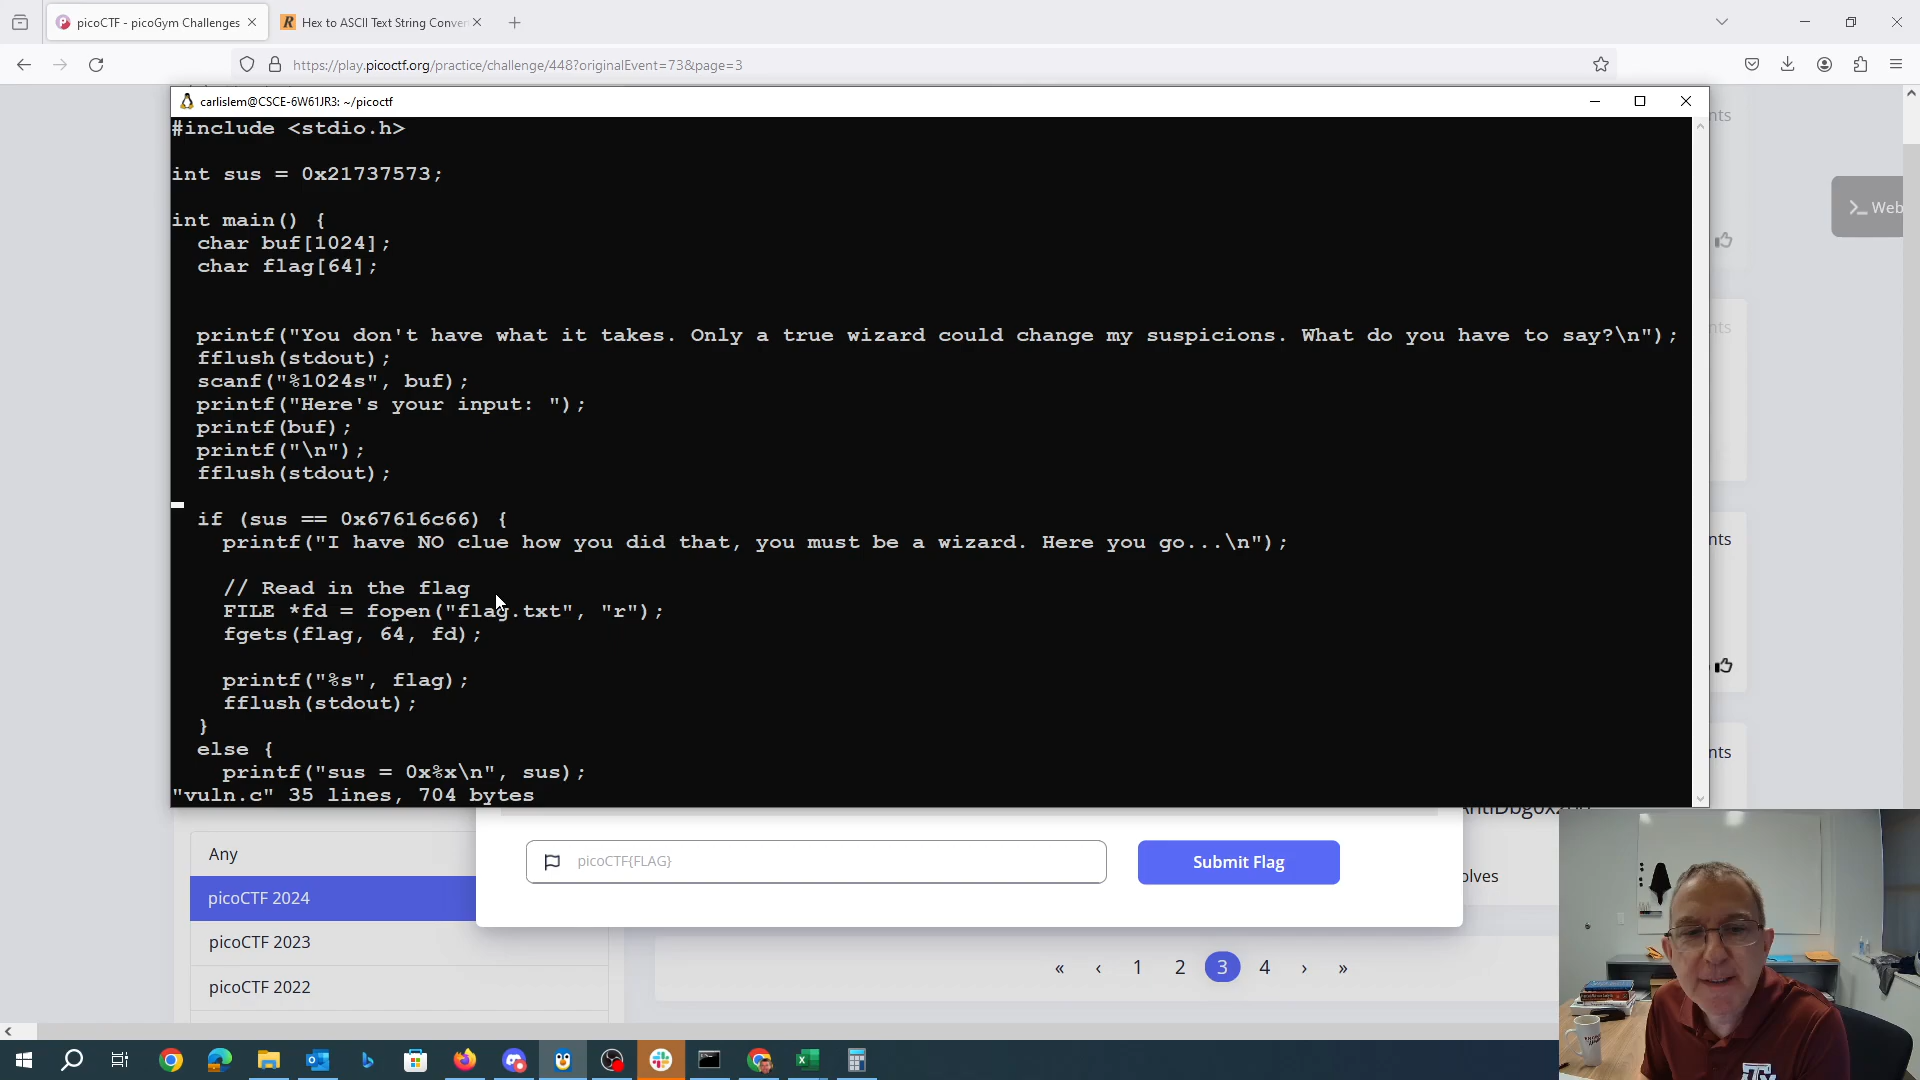 picoCTF - picoGym Challenges
Hex to ASCII Text String Conver
https://play.picoctf.org/practice/challenge/448?originalEvent=73&page=3
carlislem@CSCE-6W61JR3: ~/picoctf
#include <stdio.h>
int sus = 0x21737573;
int main() {
char buf[1024];
char flag[64];
printf("You don't have what it takes. Only a true wizard could change my suspicions. What do you have to say?\n");
fflush(stdout);
scanf("%1024s", buf);
printf("Here's your input: ");
printf(buf);
printf("\n");
fflush(stdout);
if (sus == 0x67616c66) {
printf("I have NO clue how you did that, you must be a wizard. Here you go...\n");
// Read in the flag
FILE *fd = fopen("flag.txt", "r");
fgets(flag, 64, fd);
printf("%s", flag);
fflush(stdout);
}
else {
printf("sus = 0x%x\n", sus);
"vuln.c" 35 lines, 704 bytes
nts
Web
nts
nts
nts
olves
picoCTF{FLAG}
Submit Flag
Any
picoCTF 2024
picoCTF 2023
picoCTF 2022
« ‹ 1 2 3 4 › »